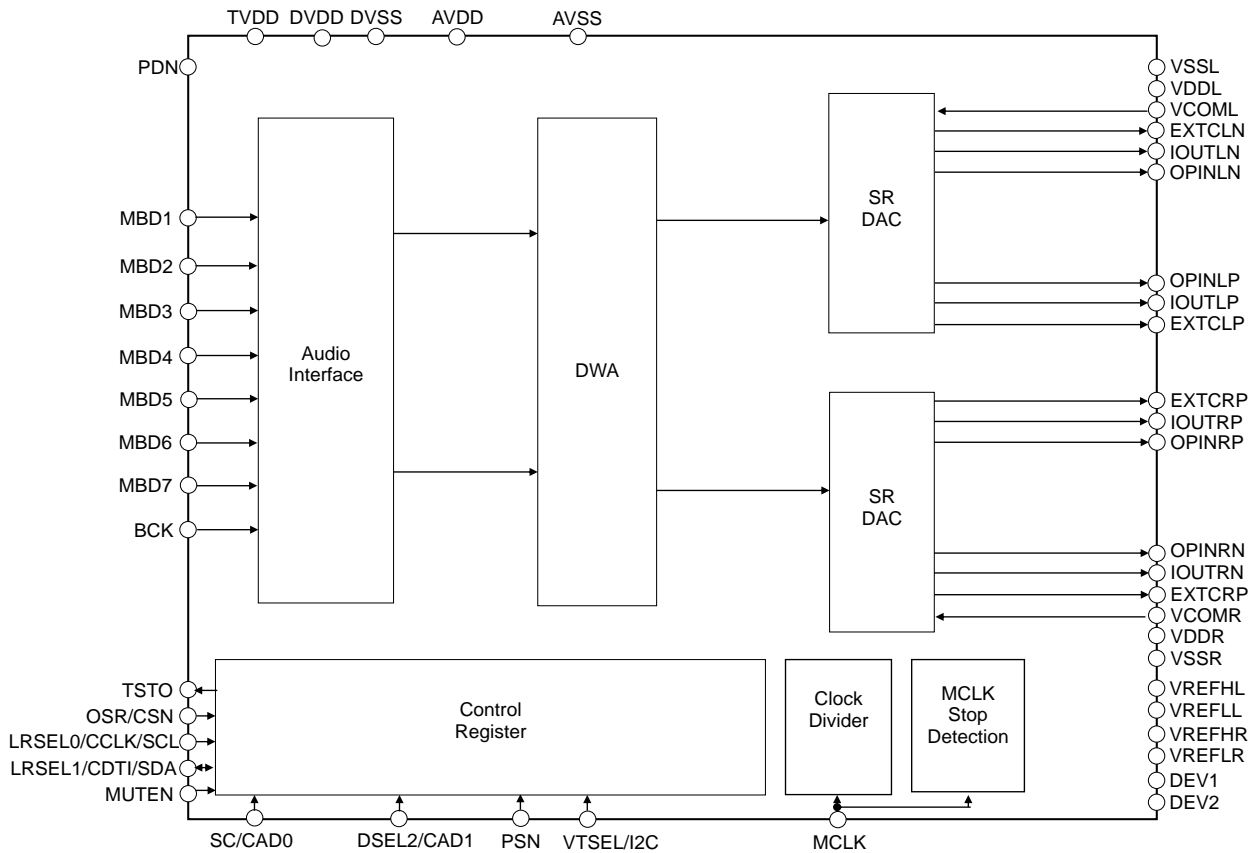 TVDD DVDD DVSS AVDD AVSS
PDN
MBD1
MBD2
MBD3
MBD4
MBD5
MBD6
MBD7
BCK
Audio
Interface
DWA
SR
DAC
SR
DAC
VSSL
VDDL
VCOML
EXTCLN
IOUTLN
OPINLN
OPINLP
IOUTLP
EXTCLP
EXTCRP
IOUTRP
OPINRP
OPINRN
IOUTRN
EXTCRP
VCOMR
VDDR
VSSR
VREFHL
VREFLL
VREFHR
VREFLR
DEV1
DEV2
TSTO
OSR/CSN
LRSEL0/CCLK/SCL
LRSEL1/CDTI/SDA
MUTEN
Control
Register
Clock
Divider
MCLK
Stop
Detection
SC/CAD0 DSEL2/CAD1 PSN VTSEL/I2C MCLK